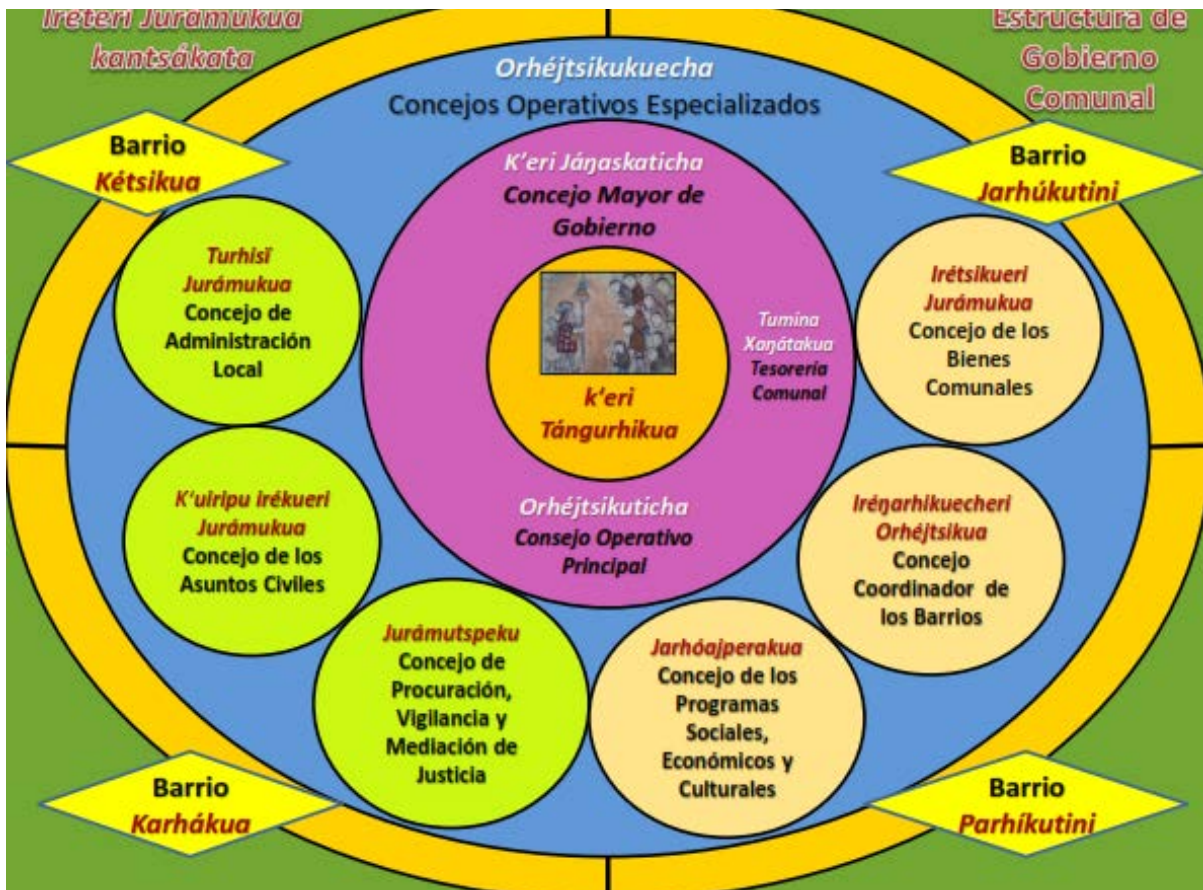 Iréteri Jurámukua
kantsákata
Estructura de
Gobierno
Comunal
Orhéjtsikukuecha
Concejos Operativos Especializados
Barrio
Kétsikua
Barrio
Jarhúkutini
K'eri Jáŋaskaticha
Concejo Mayor de
Gobierno
Turhisï
Jurámukua
Concejo de
Administración
Local
k'eri
Tángurhikua
Tumina
Xaŋátakua
Tesorería
Comunal
Irétsikueri
Jurámukua
Concejo de los
Bienes
Comunales
K'uiripu irékueri
Jurámukua
Concejo de los
Asuntos Civiles
Orhéjtsikuticha
Consejo Operativo
Principal
Iréŋarhikuecheri
Orhéjtsikua
Concejo
Coordinador de
los Barrios
Jurámutspeku
Concejo de
Procuración,
Vigilancia y
Mediación de
Justicia
Jarhóajperakua
Concejo de los
Programas
Sociales,
Económicos y
Culturales
Barrio
Karhákua
Barrio
Parhíkutini